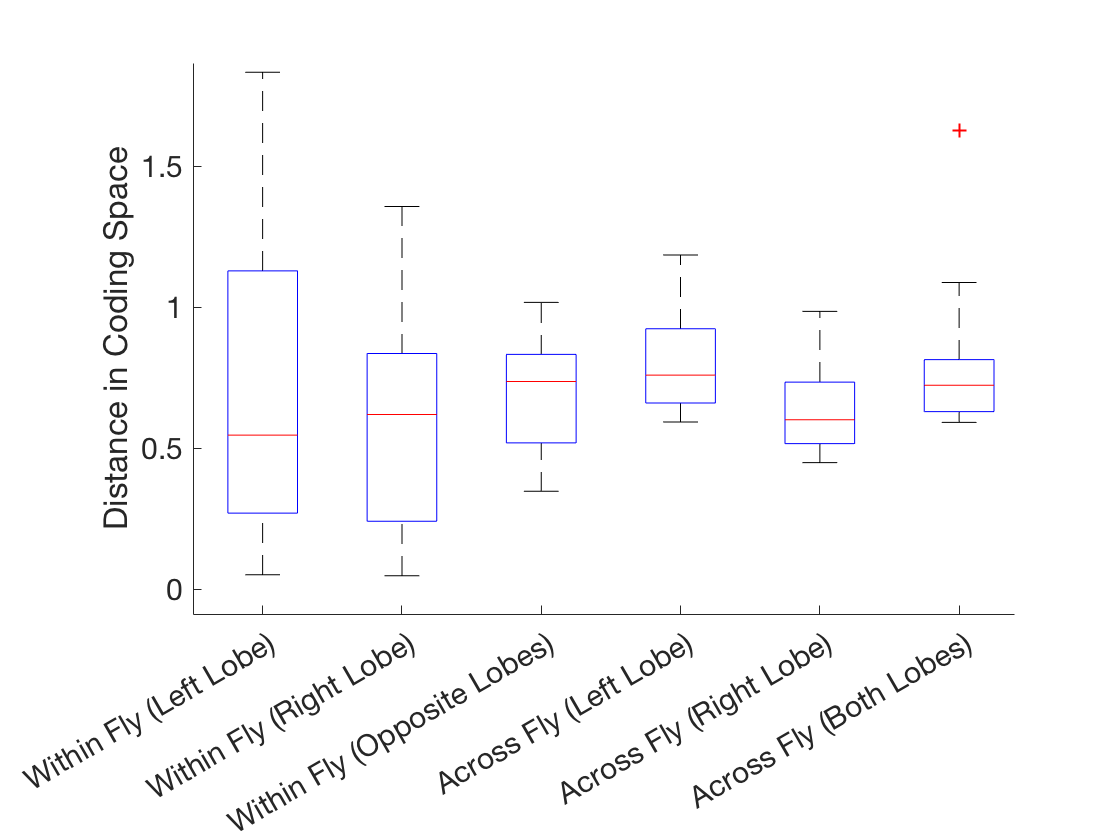 Distance in Coding Space
1.5
1
0.5
0
Within Fly (Left Lobe)
Within Fly (Right Lobe)
Within Fly (Opposite Lobes)
Across Fly (Left Lobe)
Across Fly (Right Lobe)
Across Fly (Both Lobes)